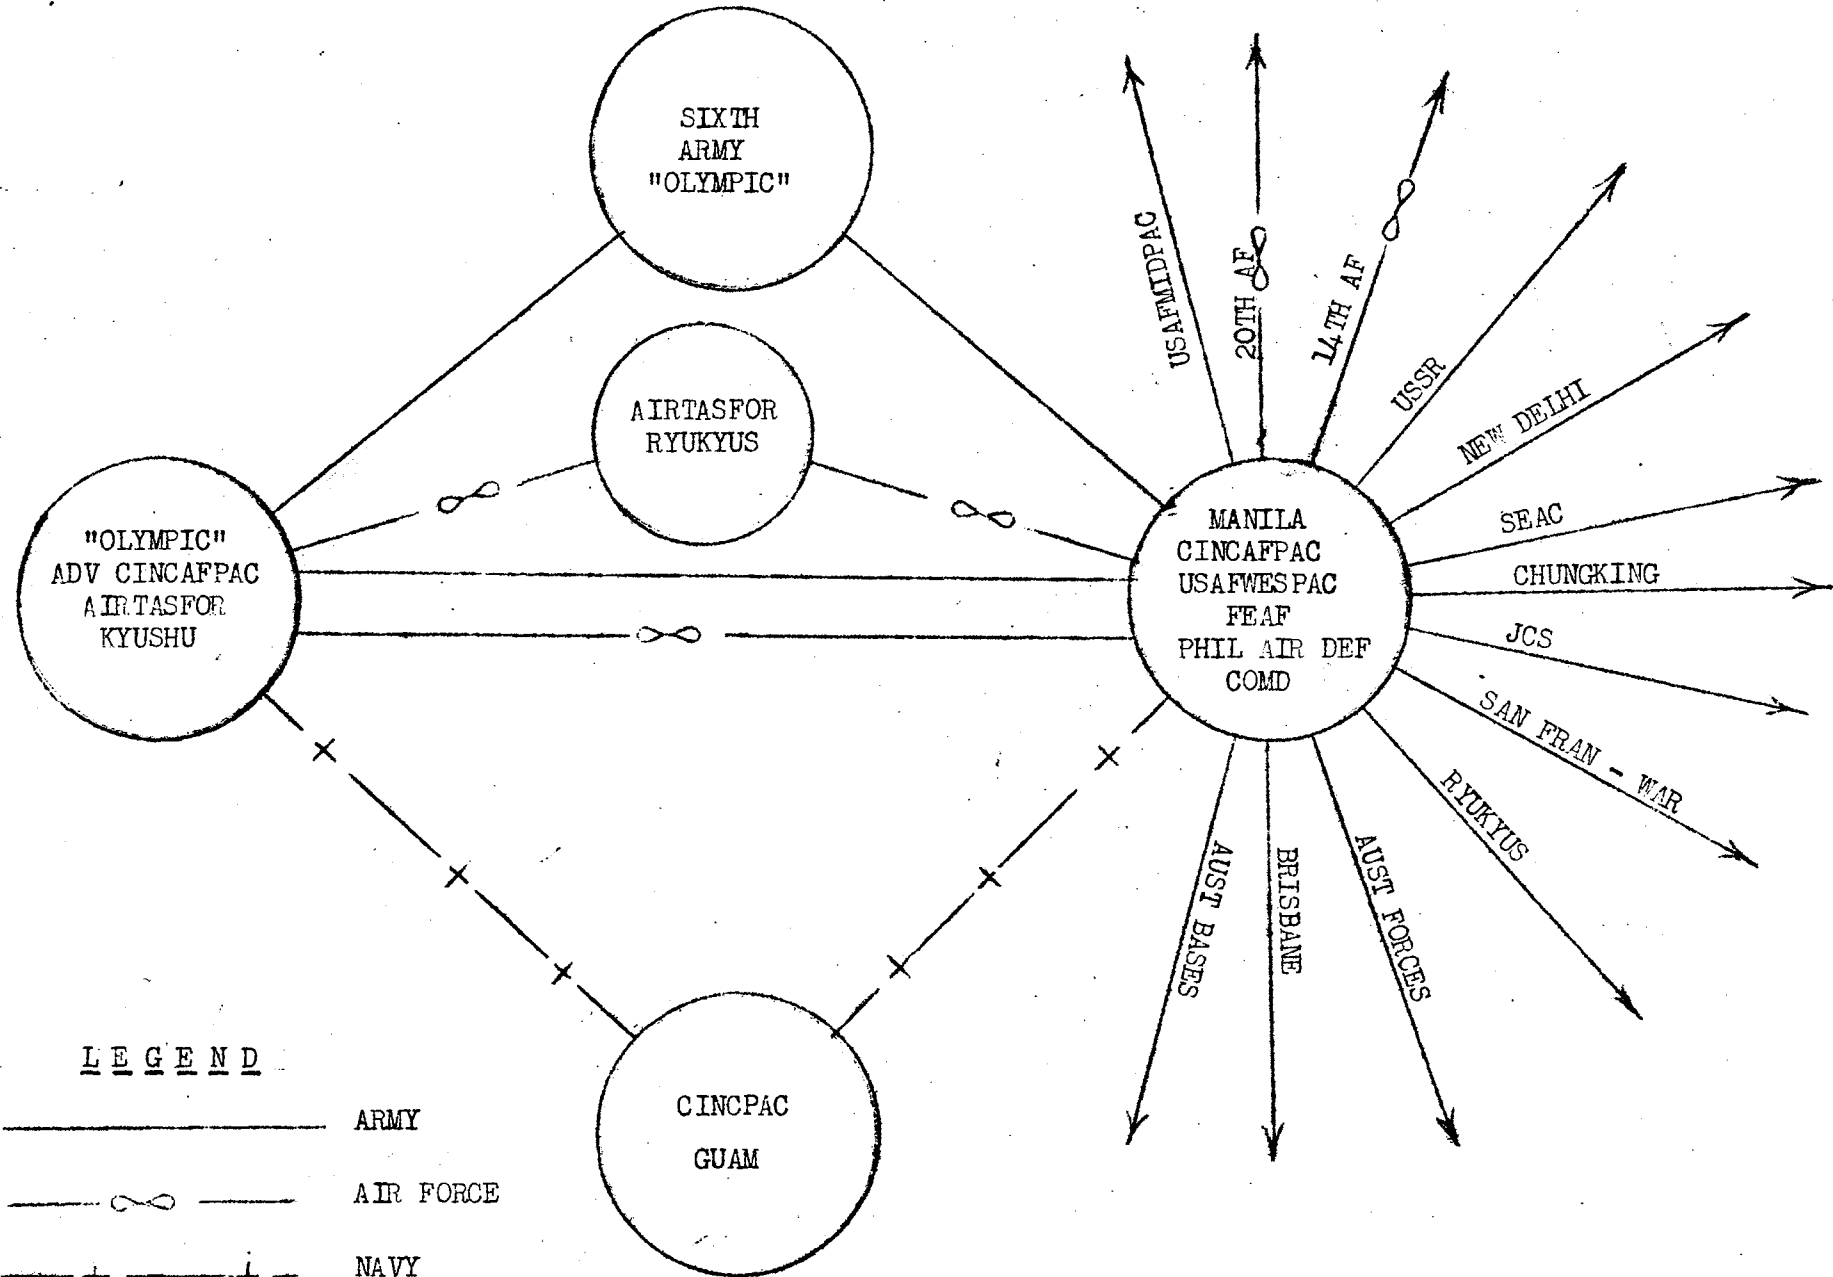 SIXTH
ARMY
"OLYMPIC"
AIRTASFOR
RYUKYUS
"OLYMPIC"
ADV CINCAFPAC
AIRTASFOR
KYUSHU
MANILA
CINCAFPAC
USAFWESPAC
FEAF
PHIL AIR DEF
COMD
USAFMIDPAC
20TH AF
14TH AF
USSR
NEW DELHI
SEAC
CHUNGKING
JCS
SAN FRAN - WAR
RYUKYUS
AUST FORCES
BRISBANE
AUST BASES
CINCPAC
GUAM
LEGEND
ARMY
AIR FORCE
NAVY